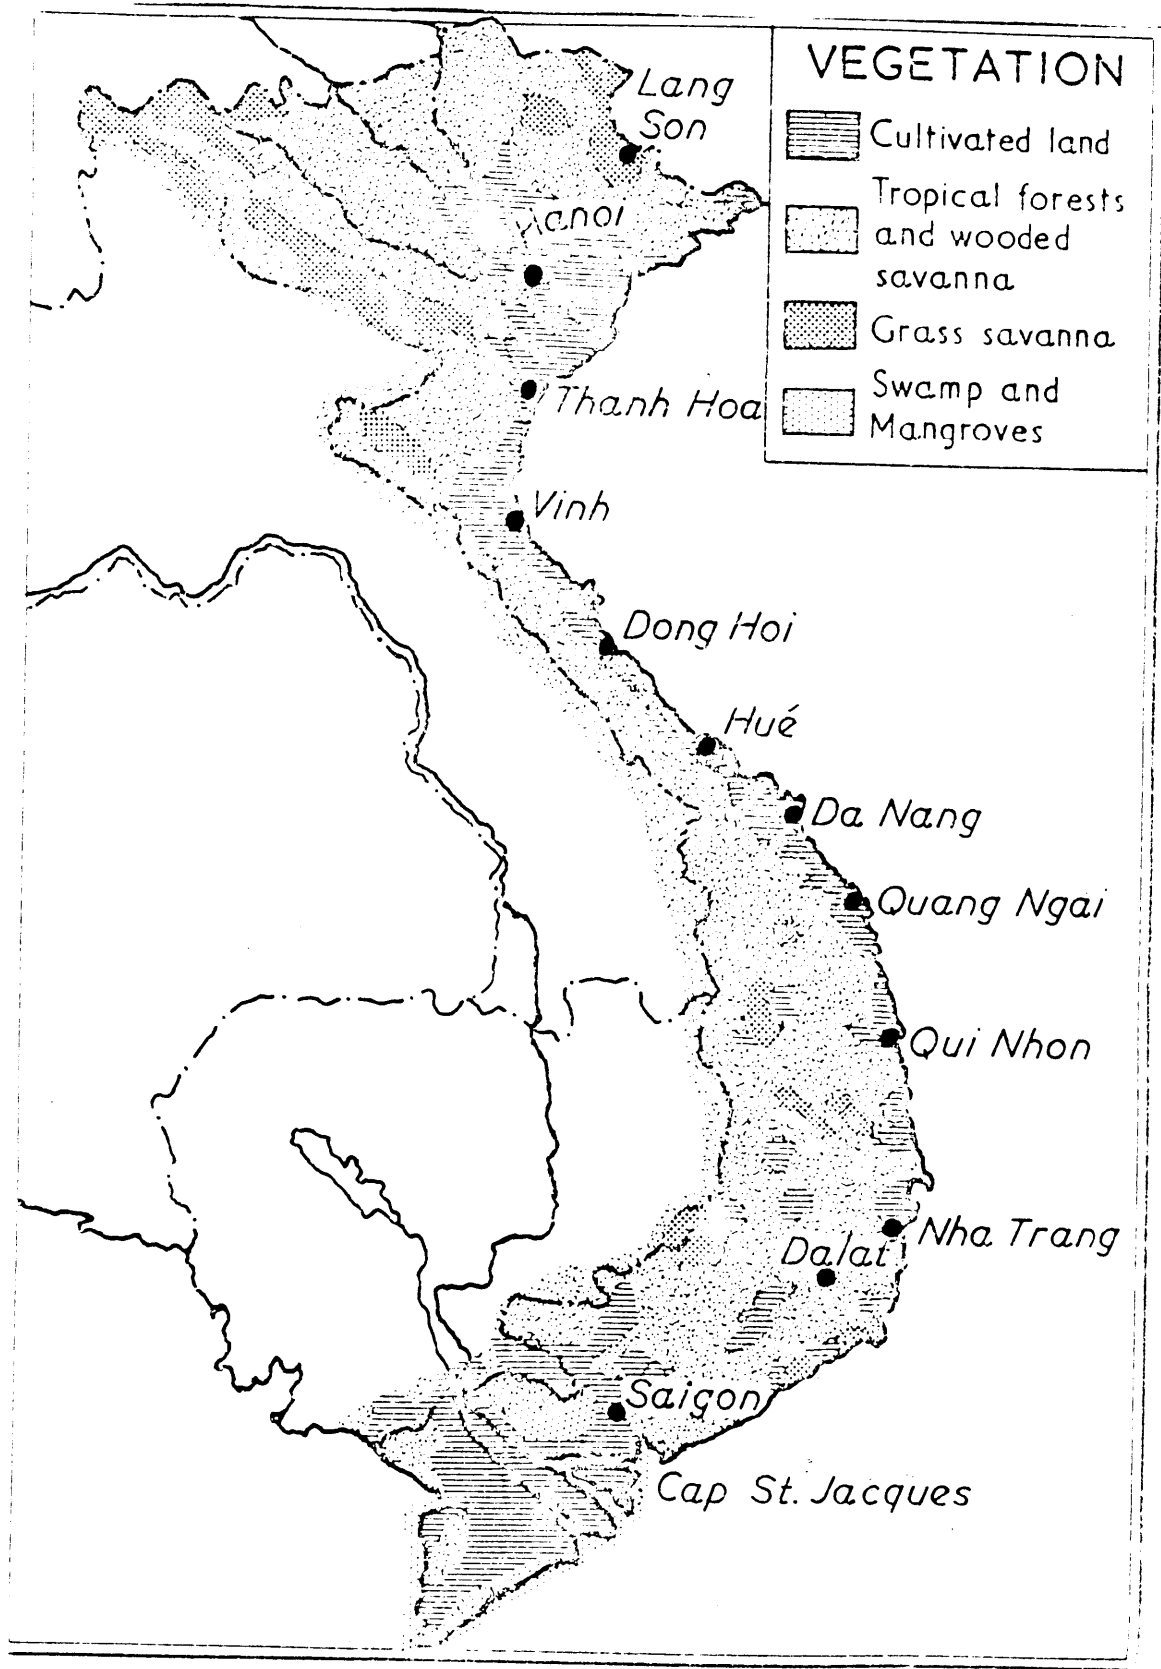 VEGETATION
Cultivated land
Tropical forests
and wooded
savanna
Grass savanna
Swamp and
Mangroves
Lang
Son
Hanoi
Thanh Hoa
Vinh
Dong Hoi
Hué
Da Nang
Quang Ngai
Qui Nhon
Nha Trang
Dalat
Saigon
Cap St. Jacques